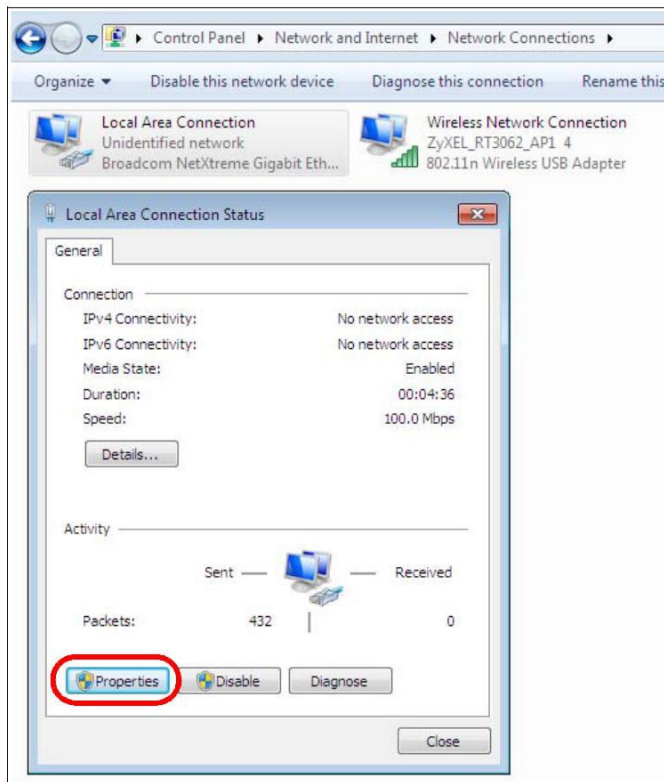 Control Panel Network and Internet Network Connections
Organize Disable this network device Diagnose this connection Rename this
Local Area Connection
Unidentified network
Broadcom NetXtreme Gigabit Eth...
Wireless Network Connection
ZyXEL_RT3062_AP1 4
802.11n Wireless USB Adapter
Local Area Connection Status
General
Connection
IPv4 Connectivity: No network access
IPv6 Connectivity: No network access
Media State: Enabled
Duration: 00:04:36
Speed: 100.0 Mbps
Details...
Activity
Sent Received
Packets: 432 0
Properties Disable Diagnose
Close